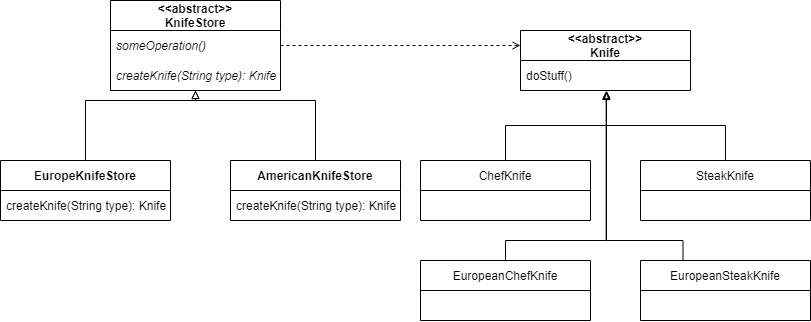 <<abstract>>
KnifeStore
someOperation()
createKnife(String type): Knife
<<abstract>>
Knife
doStuff()
EuropeKnifeStore
createKnife(String type): Knife
AmericanKnifeStore
createKnife(String type): Knife
ChefKnife
SteakKnife
EuropeanChefKnife
EuropeanSteakKnife